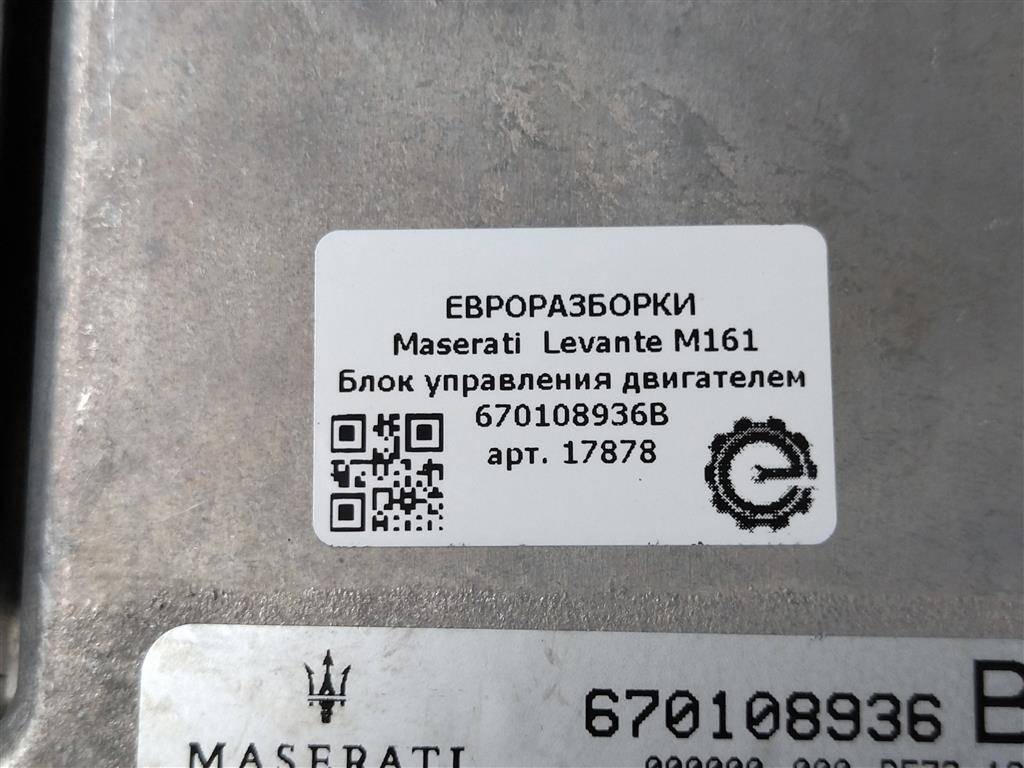 ЕВРОРАЗБОРКИ
Maserati Levante M161
Блок управления двигателем
670108936B
арт. 17878
670108936 B
MASERATI